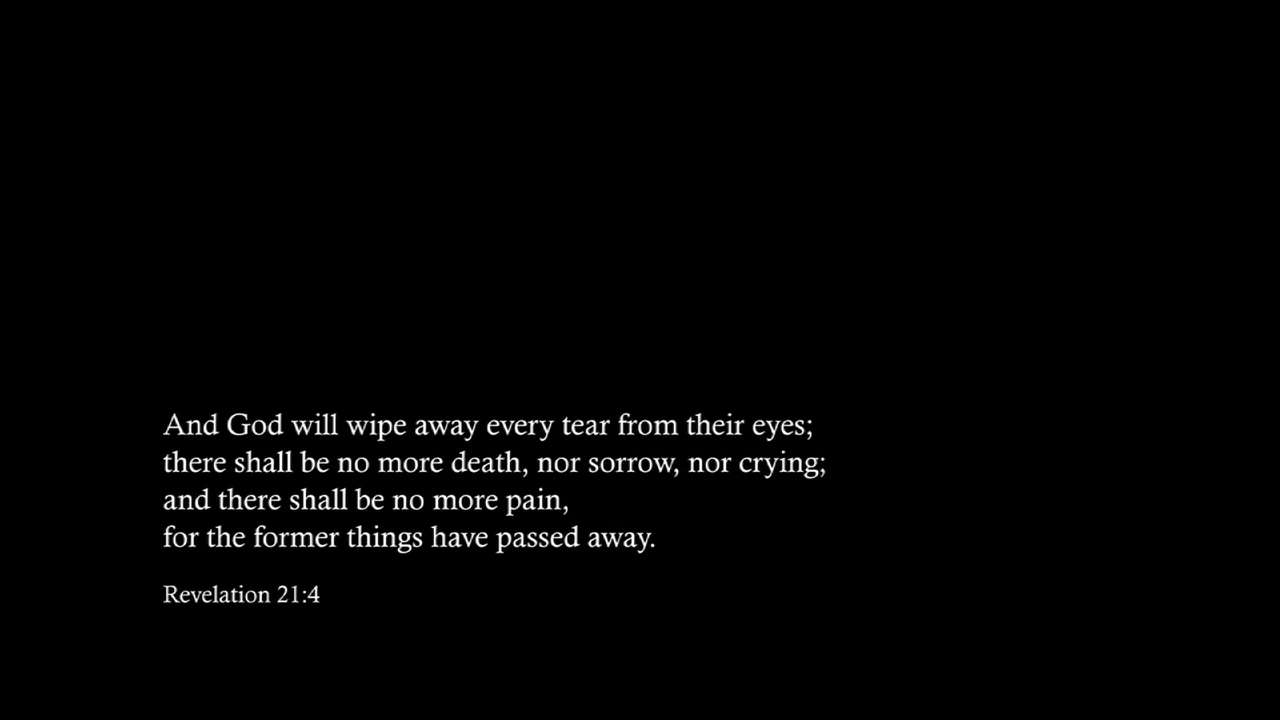 And God will wipe away every tear from their eyes;
there shall be no more death, nor sorrow, nor crying;
and there shall be no more pain,
for the former things have passed away.
Revelation 21:4